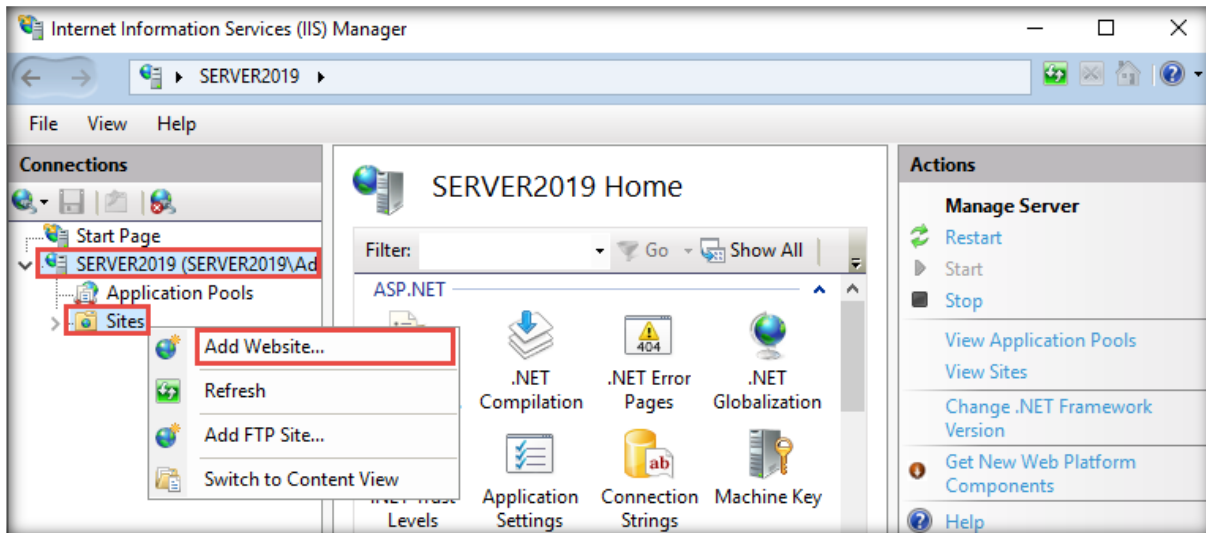 Internet Information Services (IIS) Manager
SERVER2019
File View Help
Connections
Start Page
SERVER2019 (SERVER2019\Ad
Application Pools
Sites
Add Website...
Refresh
Add FTP Site...
Switch to Content View
SERVER2019 Home
Filter:
Go
Show All
ASP.NET
.NET
Compilation
.NET Error
Pages
.NET
Globalization
404
Levels
Application
Settings
ab
Connection
Strings
Machine Key
Actions
Manage Server
Restart
Start
Stop
View Application Pools
View Sites
Change .NET Framework
Version
Get New Web Platform
Components
Help